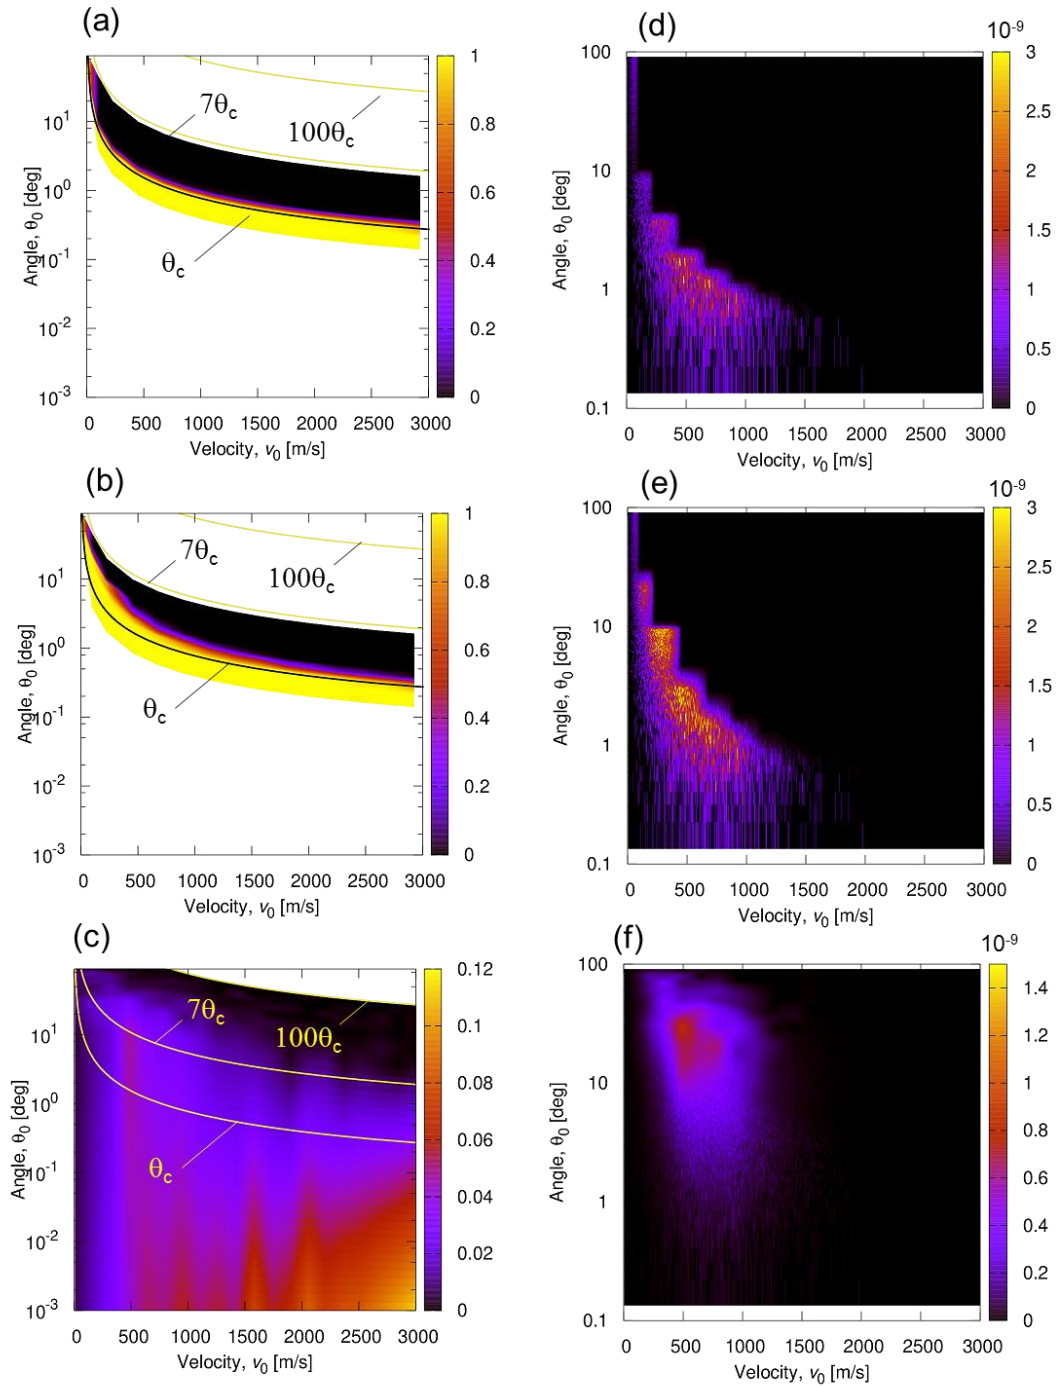 (a)
7θc
100θc
θc
10^1
10^0
10^-1
10^-2
10^-3
Angle, θ0 [deg]
0 500 1000 1500 2000 2500 3000
Velocity, v0 [m/s]
1
0.8
0.6
0.4
0.2
0
(d)
10^-9
100
10
1
0.1
Angle, θ0 [deg]
0 500 1000 1500 2000 2500 3000
Velocity, v0 [m/s]
3
2.5
2
1.5
1
0.5
0
(b)
7θc
100θc
θc
10^1
10^0
10^-1
10^-2
10^-3
Angle, θ0 [deg]
0 500 1000 1500 2000 2500 3000
Velocity, v0 [m/s]
1
0.8
0.6
0.4
0.2
0
(e)
10^-9
100
10
1
0.1
Angle, θ0 [deg]
0 500 1000 1500 2000 2500 3000
Velocity, v0 [m/s]
3
2.5
2
1.5
1
0.5
0
(c)
7θc
100θc
θc
10^1
10^0
10^-1
10^-2
10^-3
Angle, θ0 [deg]
0 500 1000 1500 2000 2500 3000
Velocity, v0 [m/s]
0.12
0.1
0.08
0.06
0.04
0.02
0
(f)
10^-9
100
10
1
0.1
Angle, θ0 [deg]
0 500 1000 1500 2000 2500 3000
Velocity, v0 [m/s]
1.4
1.2
1
0.8
0.6
0.4
0.2
0